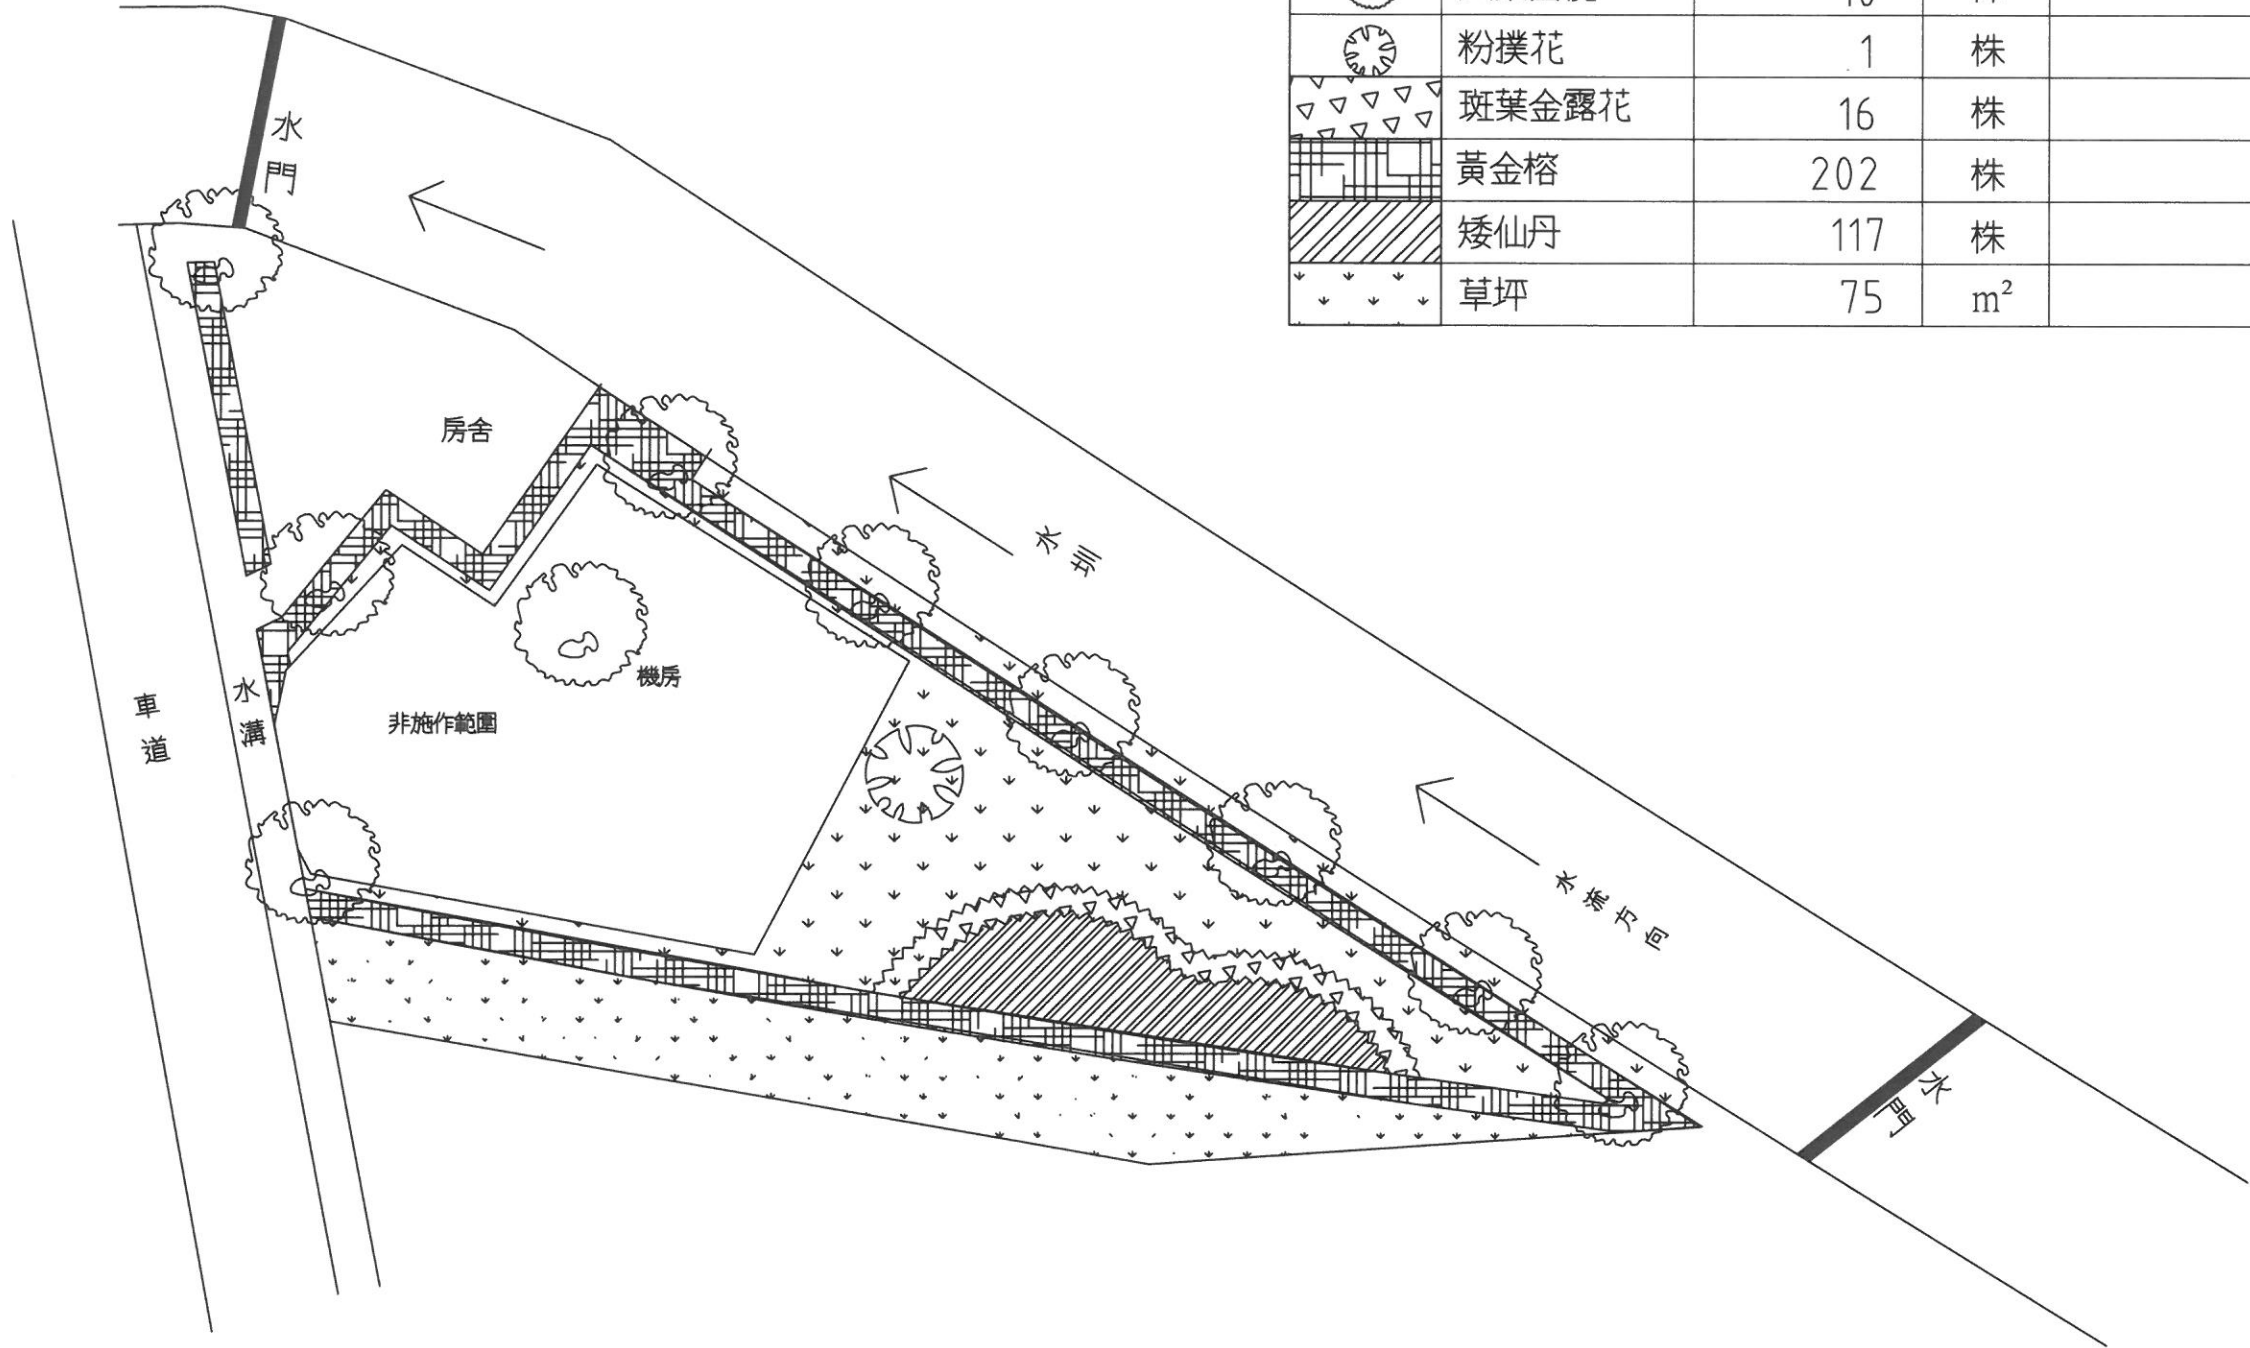 粉撲花 1 株
斑葉金露花 16 株
黃金榕 202 株
矮仙丹 117 株
草坪 75 m²
水門
房舍
水圳
機房
非施作範圍
車道
水溝
水流方向
水門